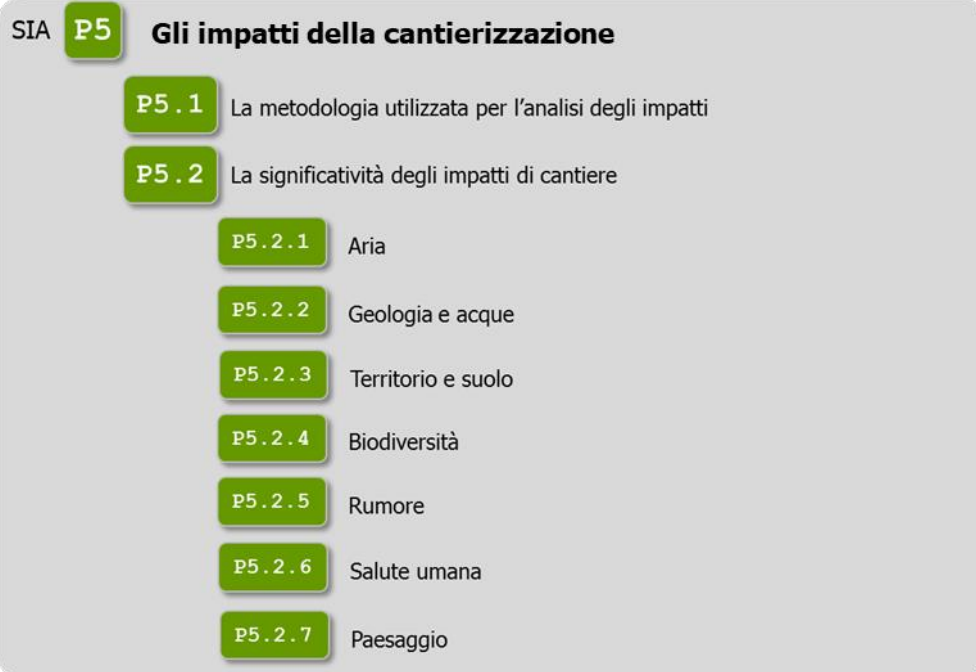 SIA P5 Gli impatti della cantierizzazione
P5.1 La metodologia utilizzata per l'analisi degli impatti
P5.2 La significatività degli impatti di cantiere
P5.2.1 Aria
P5.2.2 Geologia e acque
P5.2.3 Territorio e suolo
P5.2.4 Biodiversità
P5.2.5 Rumore
P5.2.6 Salute umana
P5.2.7 Paesaggio